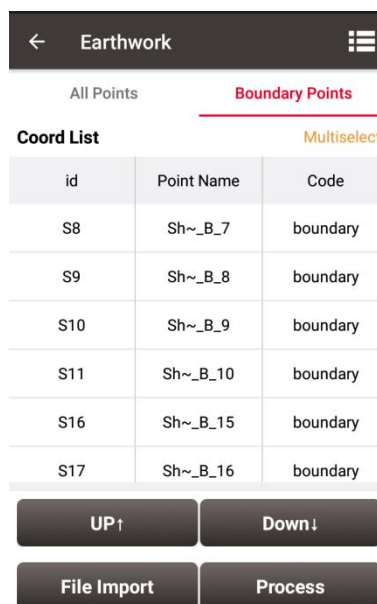 ← Earthwork
All Points Boundary Points
Coord List Multiselect
id Point Name Code
S8 Sh~_B_7 boundary
S9 Sh~_B_8 boundary
S10 Sh~_B_9 boundary
S11 Sh~_B_10 boundary
S16 Sh~_B_15 boundary
S17 Sh~_B_16 boundary
UP↑ Down↓
File Import Process